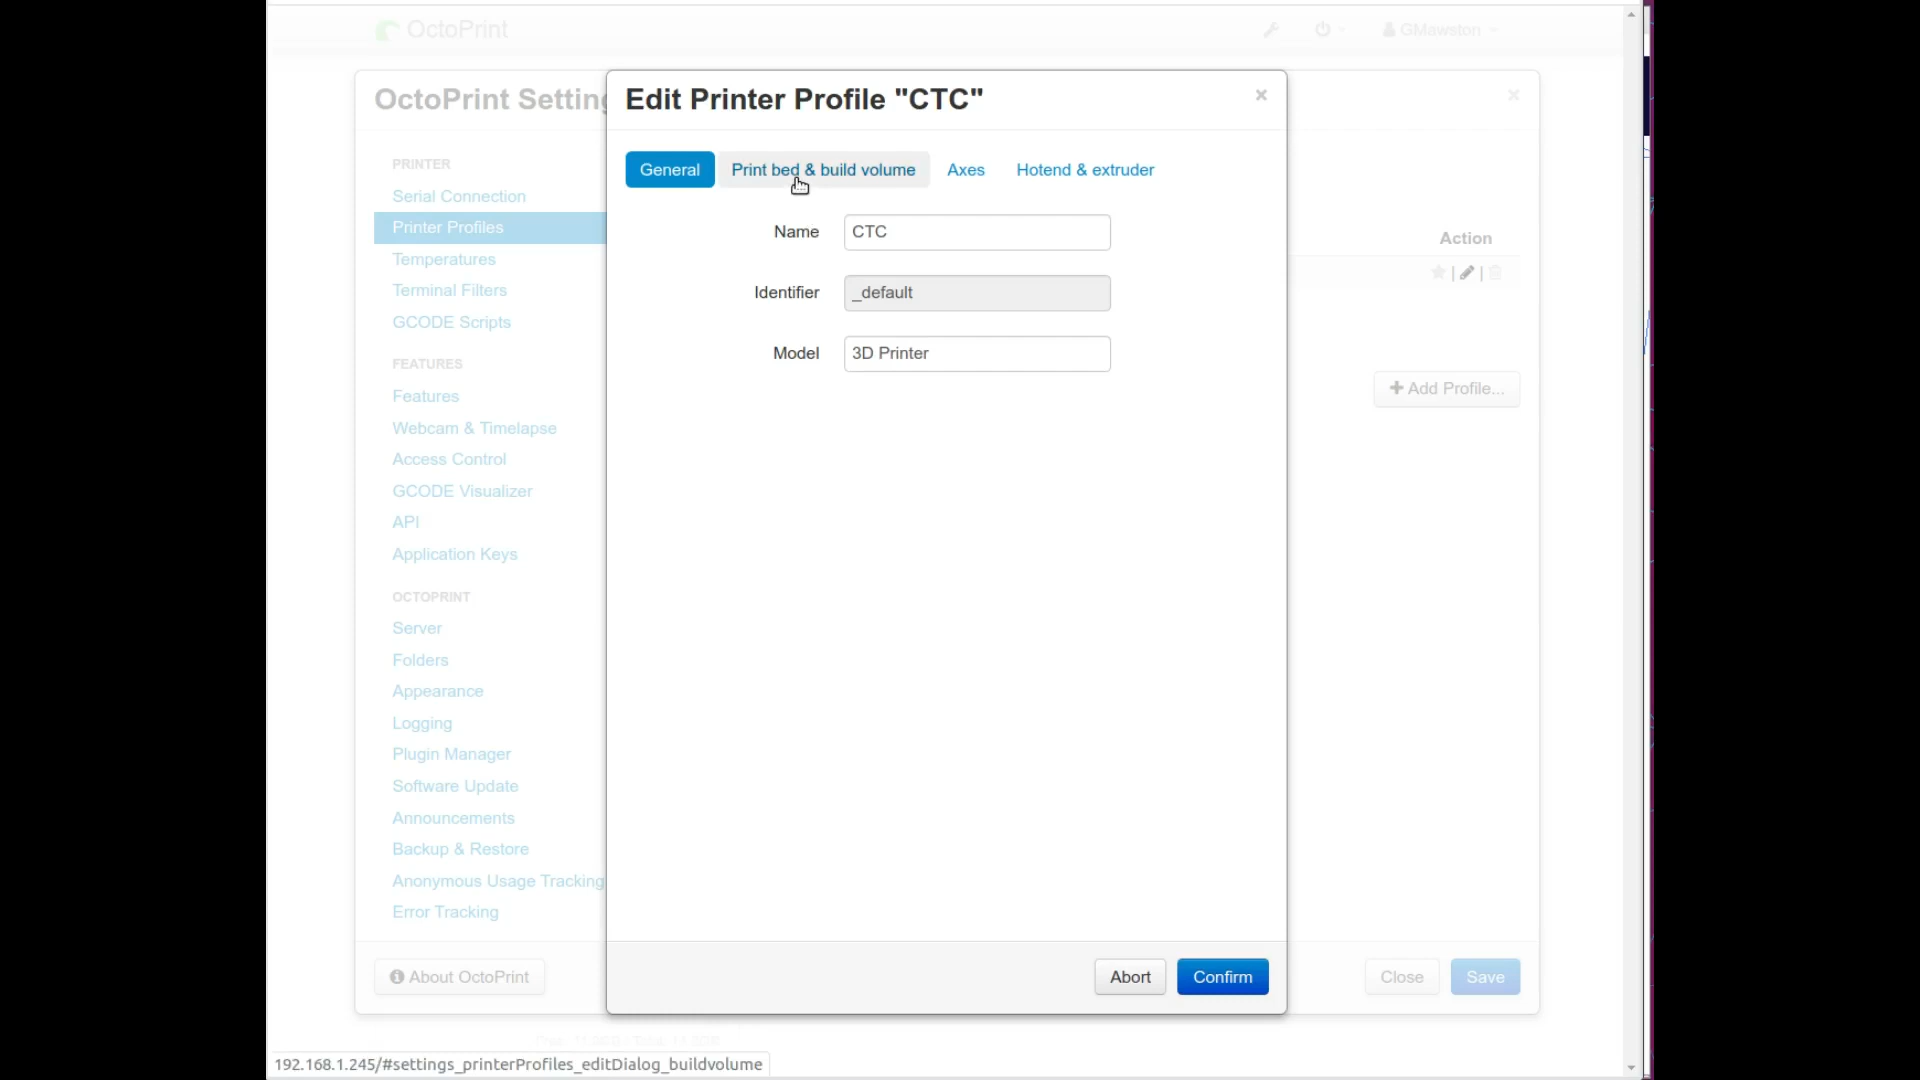 OctoPrint
GMawston
OctoPrint Setting
Edit Printer Profile "CTC"
×
×
PRINTER
Serial Connection
Printer Profiles
Temperatures
Terminal Filters
GCODE Scripts
FEATURES
Features
Webcam & Timelapse
Access Control
GCODE Visualizer
API
Application Keys
OCTOPRINT
Server
Folders
Appearance
Logging
Plugin Manager
Software Update
Announcements
Backup & Restore
Anonymous Usage Tracking
Error Tracking
About OctoPrint
General
Print bed & build volume
Axes
Hotend & extruder
Name
CTC
Identifier
_default
Model
3D Printer
Abort
Confirm
Action
| |
Add Profile...
Close
Save
192.168.1.245/#settings_printerProfiles_editDialog_buildvolume